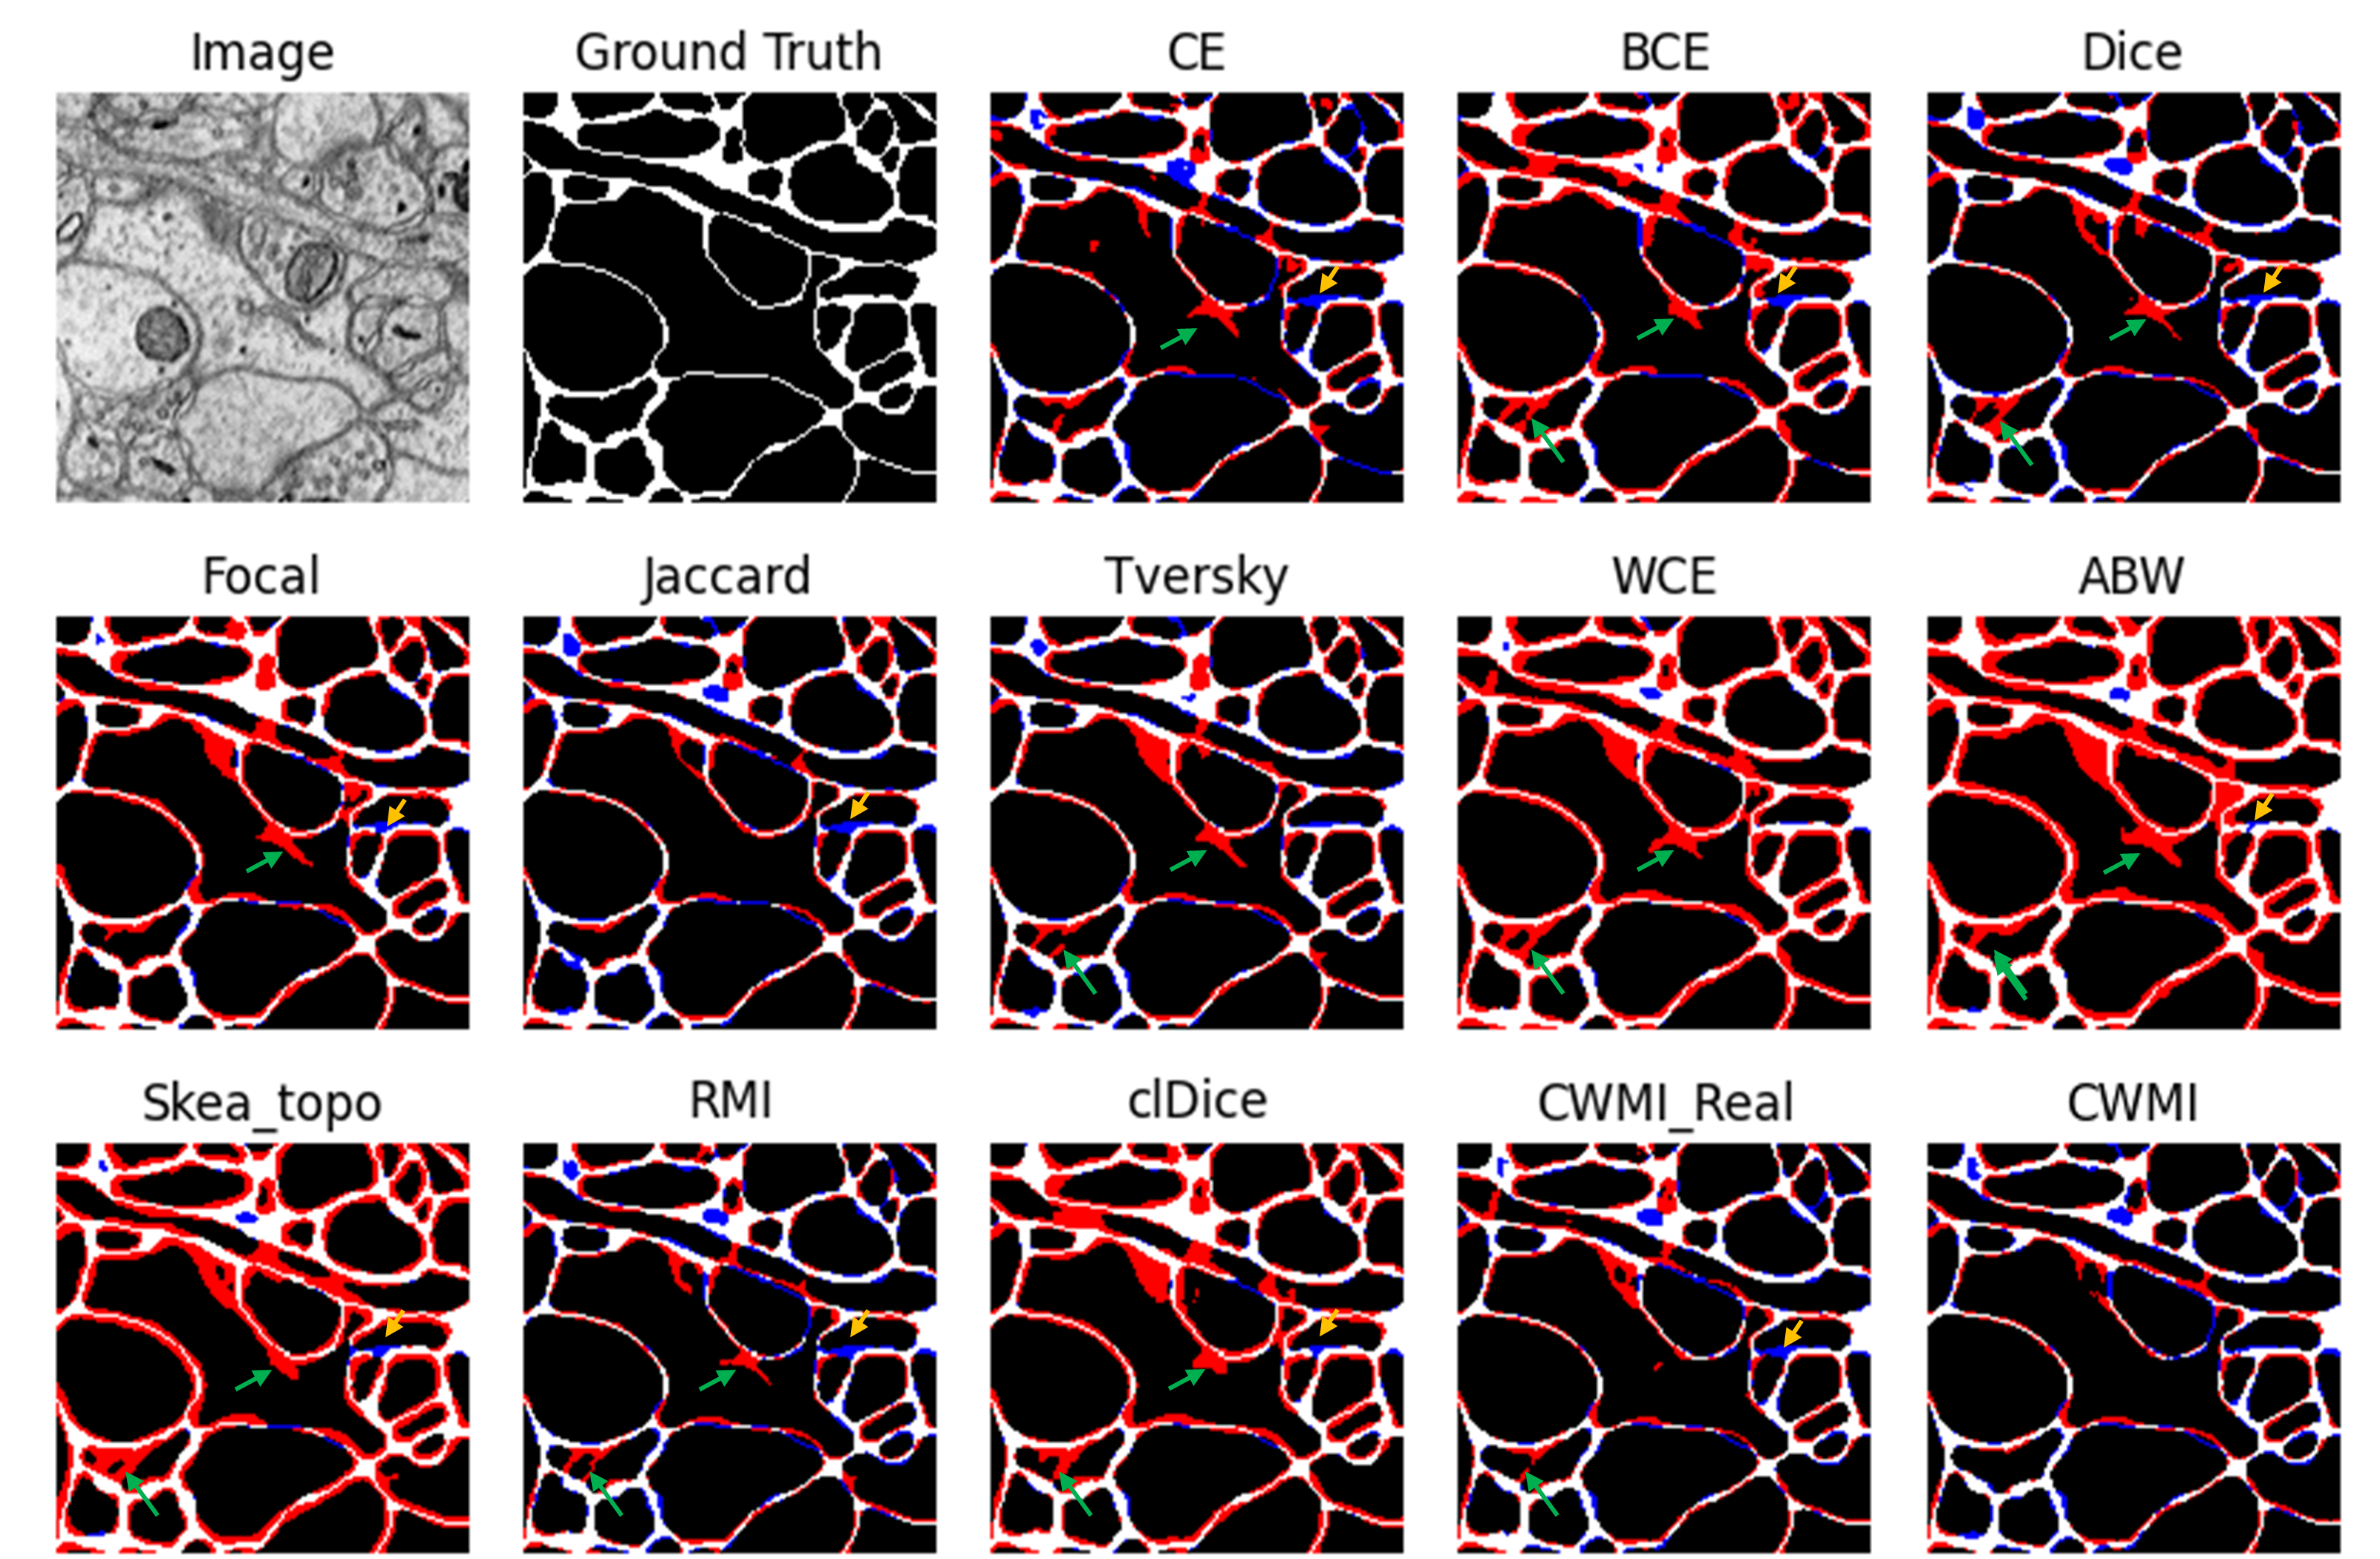 Image Ground Truth CE BCE Dice
Focal Jaccard Tversky WCE ABW
Skea_topo RMI clDice CWMI_Real CWMI